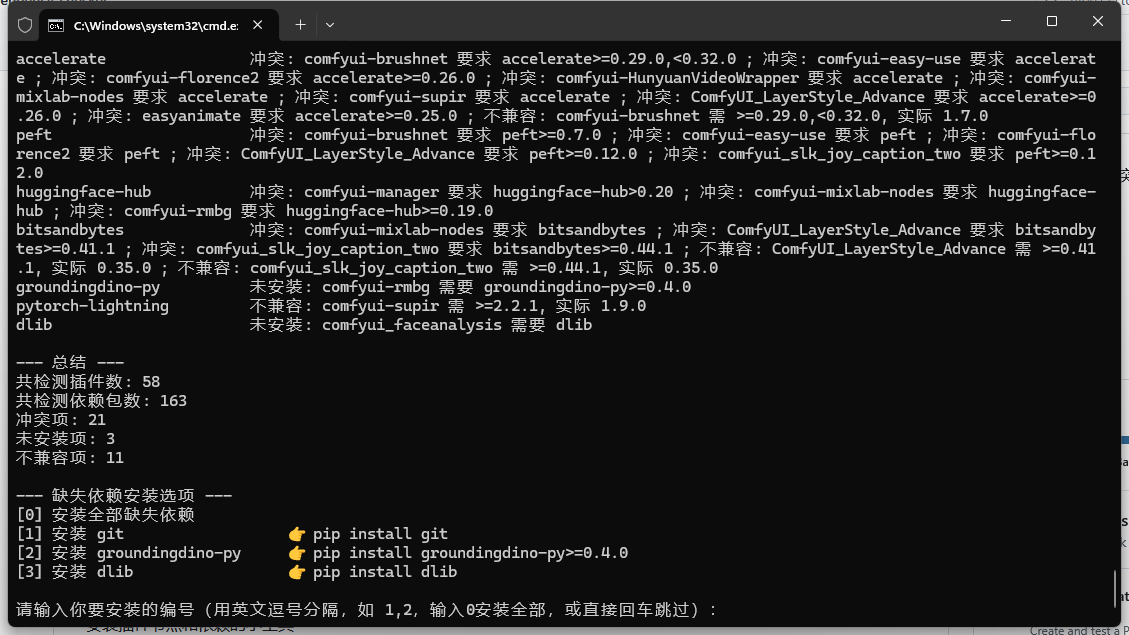 C:\Windows\system32\cmd.e:
accelerate 冲突: comfyui-brushnet 要求 accelerate>=0.29.0,<0.32.0 ; 冲突: comfyui-easy-use 要求 accelerat
e ; 冲突: comfyui-florence2 要求 accelerate>=0.26.0 ; 冲突: comfyui-HunyuanVideoWrapper 要求 accelerate ; 冲突: comfyui-
mixlab-nodes 要求 accelerate ; 冲突: comfyui-supir 要求 accelerate ; 冲突: ComfyUI_LayerStyle_Advance 要求 accelerate>=0
.26.0 ; 冲突: easyanimate 要求 accelerate>=0.25.0 ; 不兼容: comfyui-brushnet 需 >=0.29.0,<0.32.0, 实际 1.7.0
peft 冲突: comfyui-brushnet 要求 peft>=0.7.0 ; 冲突: comfyui-easy-use 要求 peft ; 冲突: comfyui-flo
rence2 要求 peft ; 冲突: ComfyUI_LayerStyle_Advance 要求 peft>=0.12.0 ; 冲突: comfyui_slk_joy_caption_two 要求 peft>=0.1
2.0
huggingface-hub 冲突: comfyui-manager 要求 huggingface-hub>0.20 ; 冲突: comfyui-mixlab-nodes 要求 huggingface-
hub ; 冲突: comfyui-rmbg 要求 huggingface-hub>=0.19.0
bitsandbytes 冲突: comfyui-mixlab-nodes 要求 bitsandbytes ; 冲突: ComfyUI_LayerStyle_Advance 要求 bitsandby
tes>=0.41.1 ; 冲突: comfyui_slk_joy_caption_two 要求 bitsandbytes>=0.44.1 ; 不兼容: ComfyUI_LayerStyle_Advance 需 >=0.41
.1, 实际 0.35.0 ; 不兼容: comfyui_slk_joy_caption_two 需 >=0.44.1, 实际 0.35.0
groundingdino-py 未安装: comfyui-rmbg 需要 groundingdino-py>=0.4.0
pytorch-lightning 不兼容: comfyui-supir 需 >=2.2.1, 实际 1.9.0
dlib 未安装: comfyui_faceanalysis 需要 dlib
--- 总结 ---
共检测插件数: 58
共检测依赖包数: 163
冲突项: 21
未安装项: 3
不兼容项: 11
--- 缺失依赖安装选项 ---
[0] 安装全部缺失依赖
[1] 安装 git 👉 pip install git
[2] 安装 groundingdino-py 👉 pip install groundingdino-py>=0.4.0
[3] 安装 dlib 👉 pip install dlib
请输入你要安装的编号（用英文逗号分隔，如 1,2，输入0安装全部，或直接回车跳过）:
Create and test a P